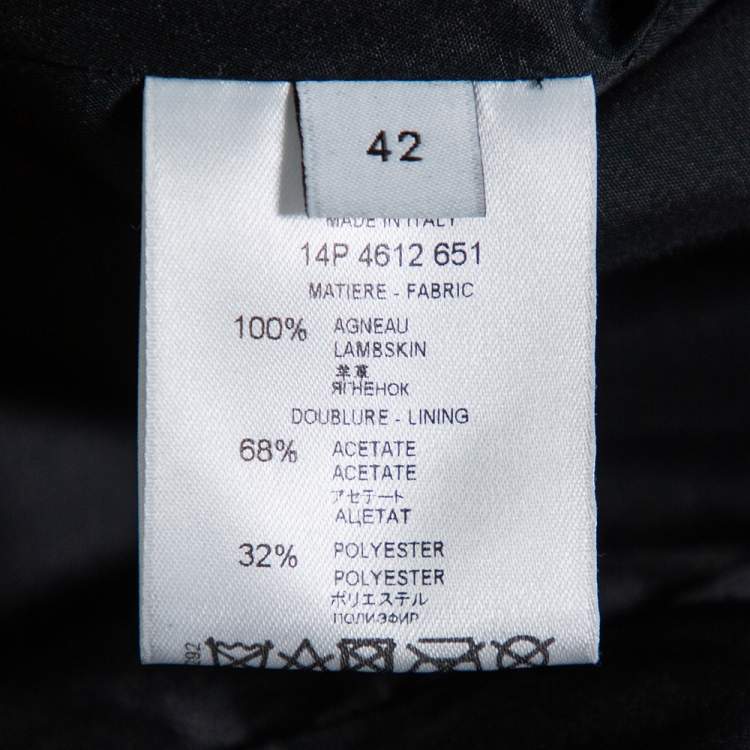 42
MADE IN ITALY
14P 4612 651
MATIERE - FABRIC
100% AGNEAU
LAMBSKIN
羊革
ЯГНЕНОК
DOUBLURE - LINING
68% ACETATE
ACETATE
アセテート
АЦЕТАТ
32% POLYESTER
POLYESTER
ポリエステル
ПОЛИЭФИР